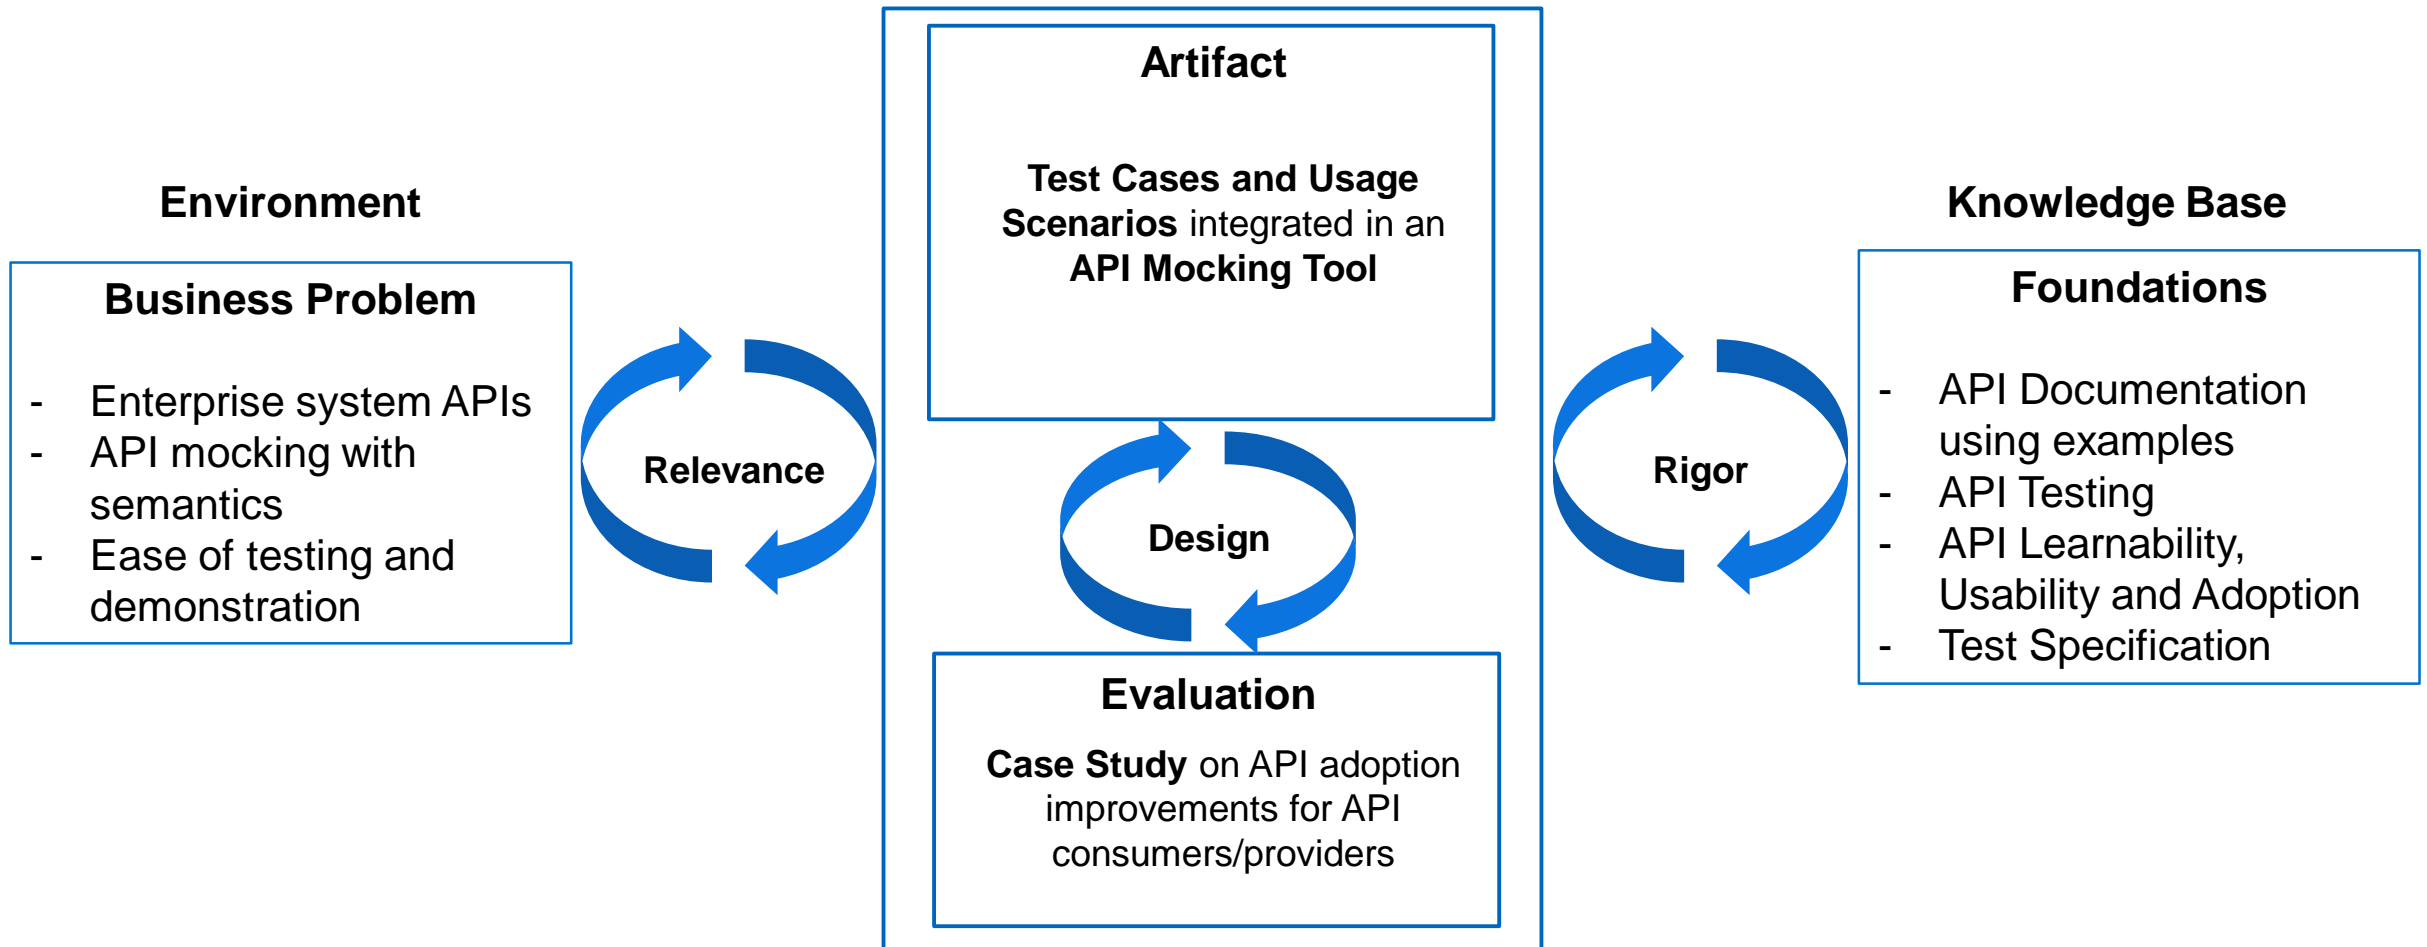 Environment
Business Problem
- Enterprise system APIs
- API mocking with
semantics
- Ease of testing and
demonstration
Relevance
Artifact
Test Cases and Usage
Scenarios integrated in an
API Mocking Tool
Design
Evaluation
Case Study on API adoption
improvements for API
consumers/providers
Rigor
Knowledge Base
Foundations
- API Documentation
using examples
- API Testing
- API Learnability,
Usability and Adoption
- Test Specification